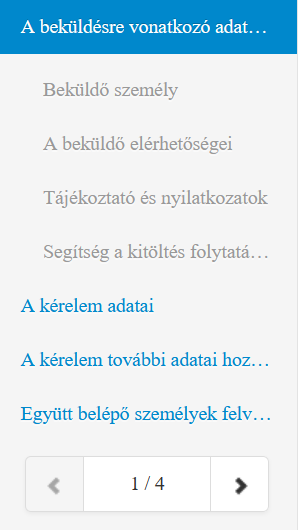 A beküldésre vonatkozó adat…
Beküldő személy
A beküldő elérhetőségei
Tájékoztató és nyilatkozatok
Segítség a kitöltés folytatá…
A kérelem adatai
A kérelem további adatai hoz…
Együtt belépő személyek felv…
1 / 4